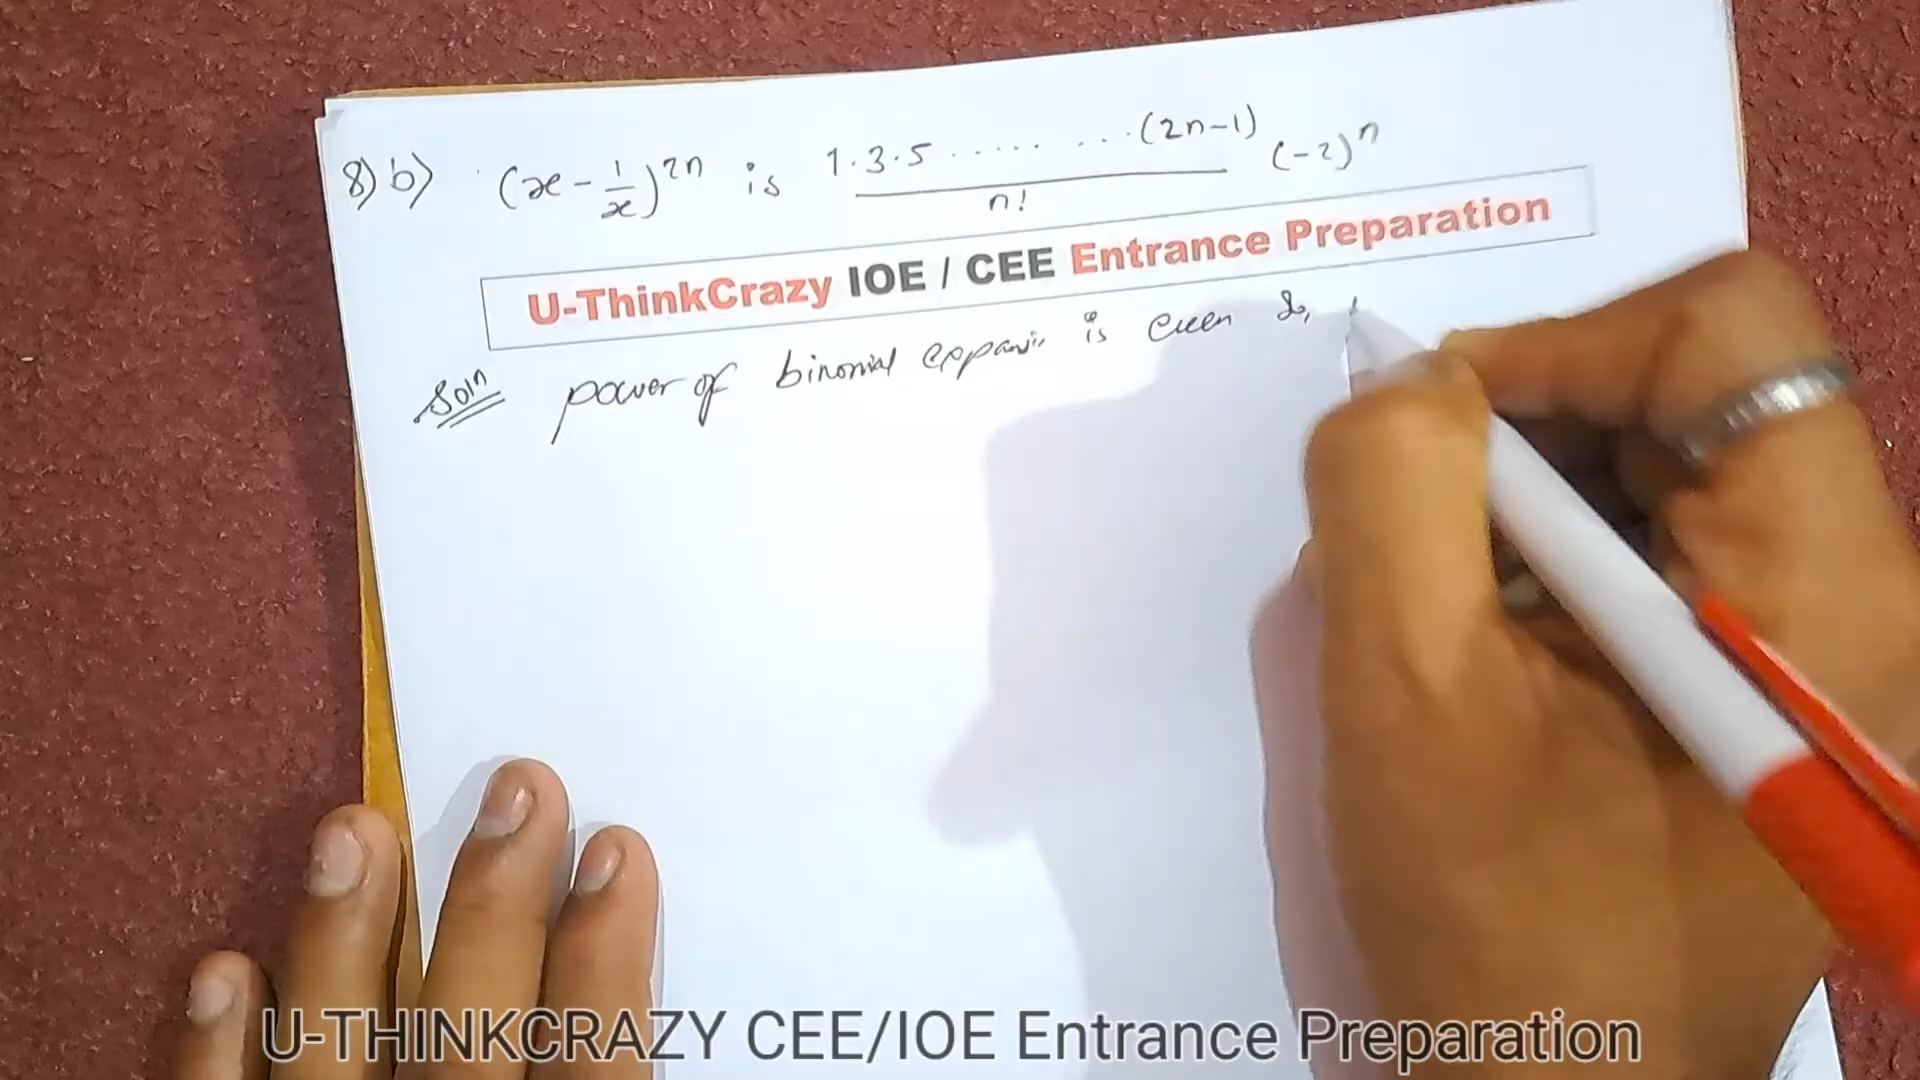 8) b) (x - 1/x)^2n is 1.3.5.............(2n-1)/n! (-2)^n
U-ThinkCrazy IOE / CEE Entrance Preparation
Soln power of binomial is even So,
U-THINKCRAZY CEE/IOE Entrance Preparation